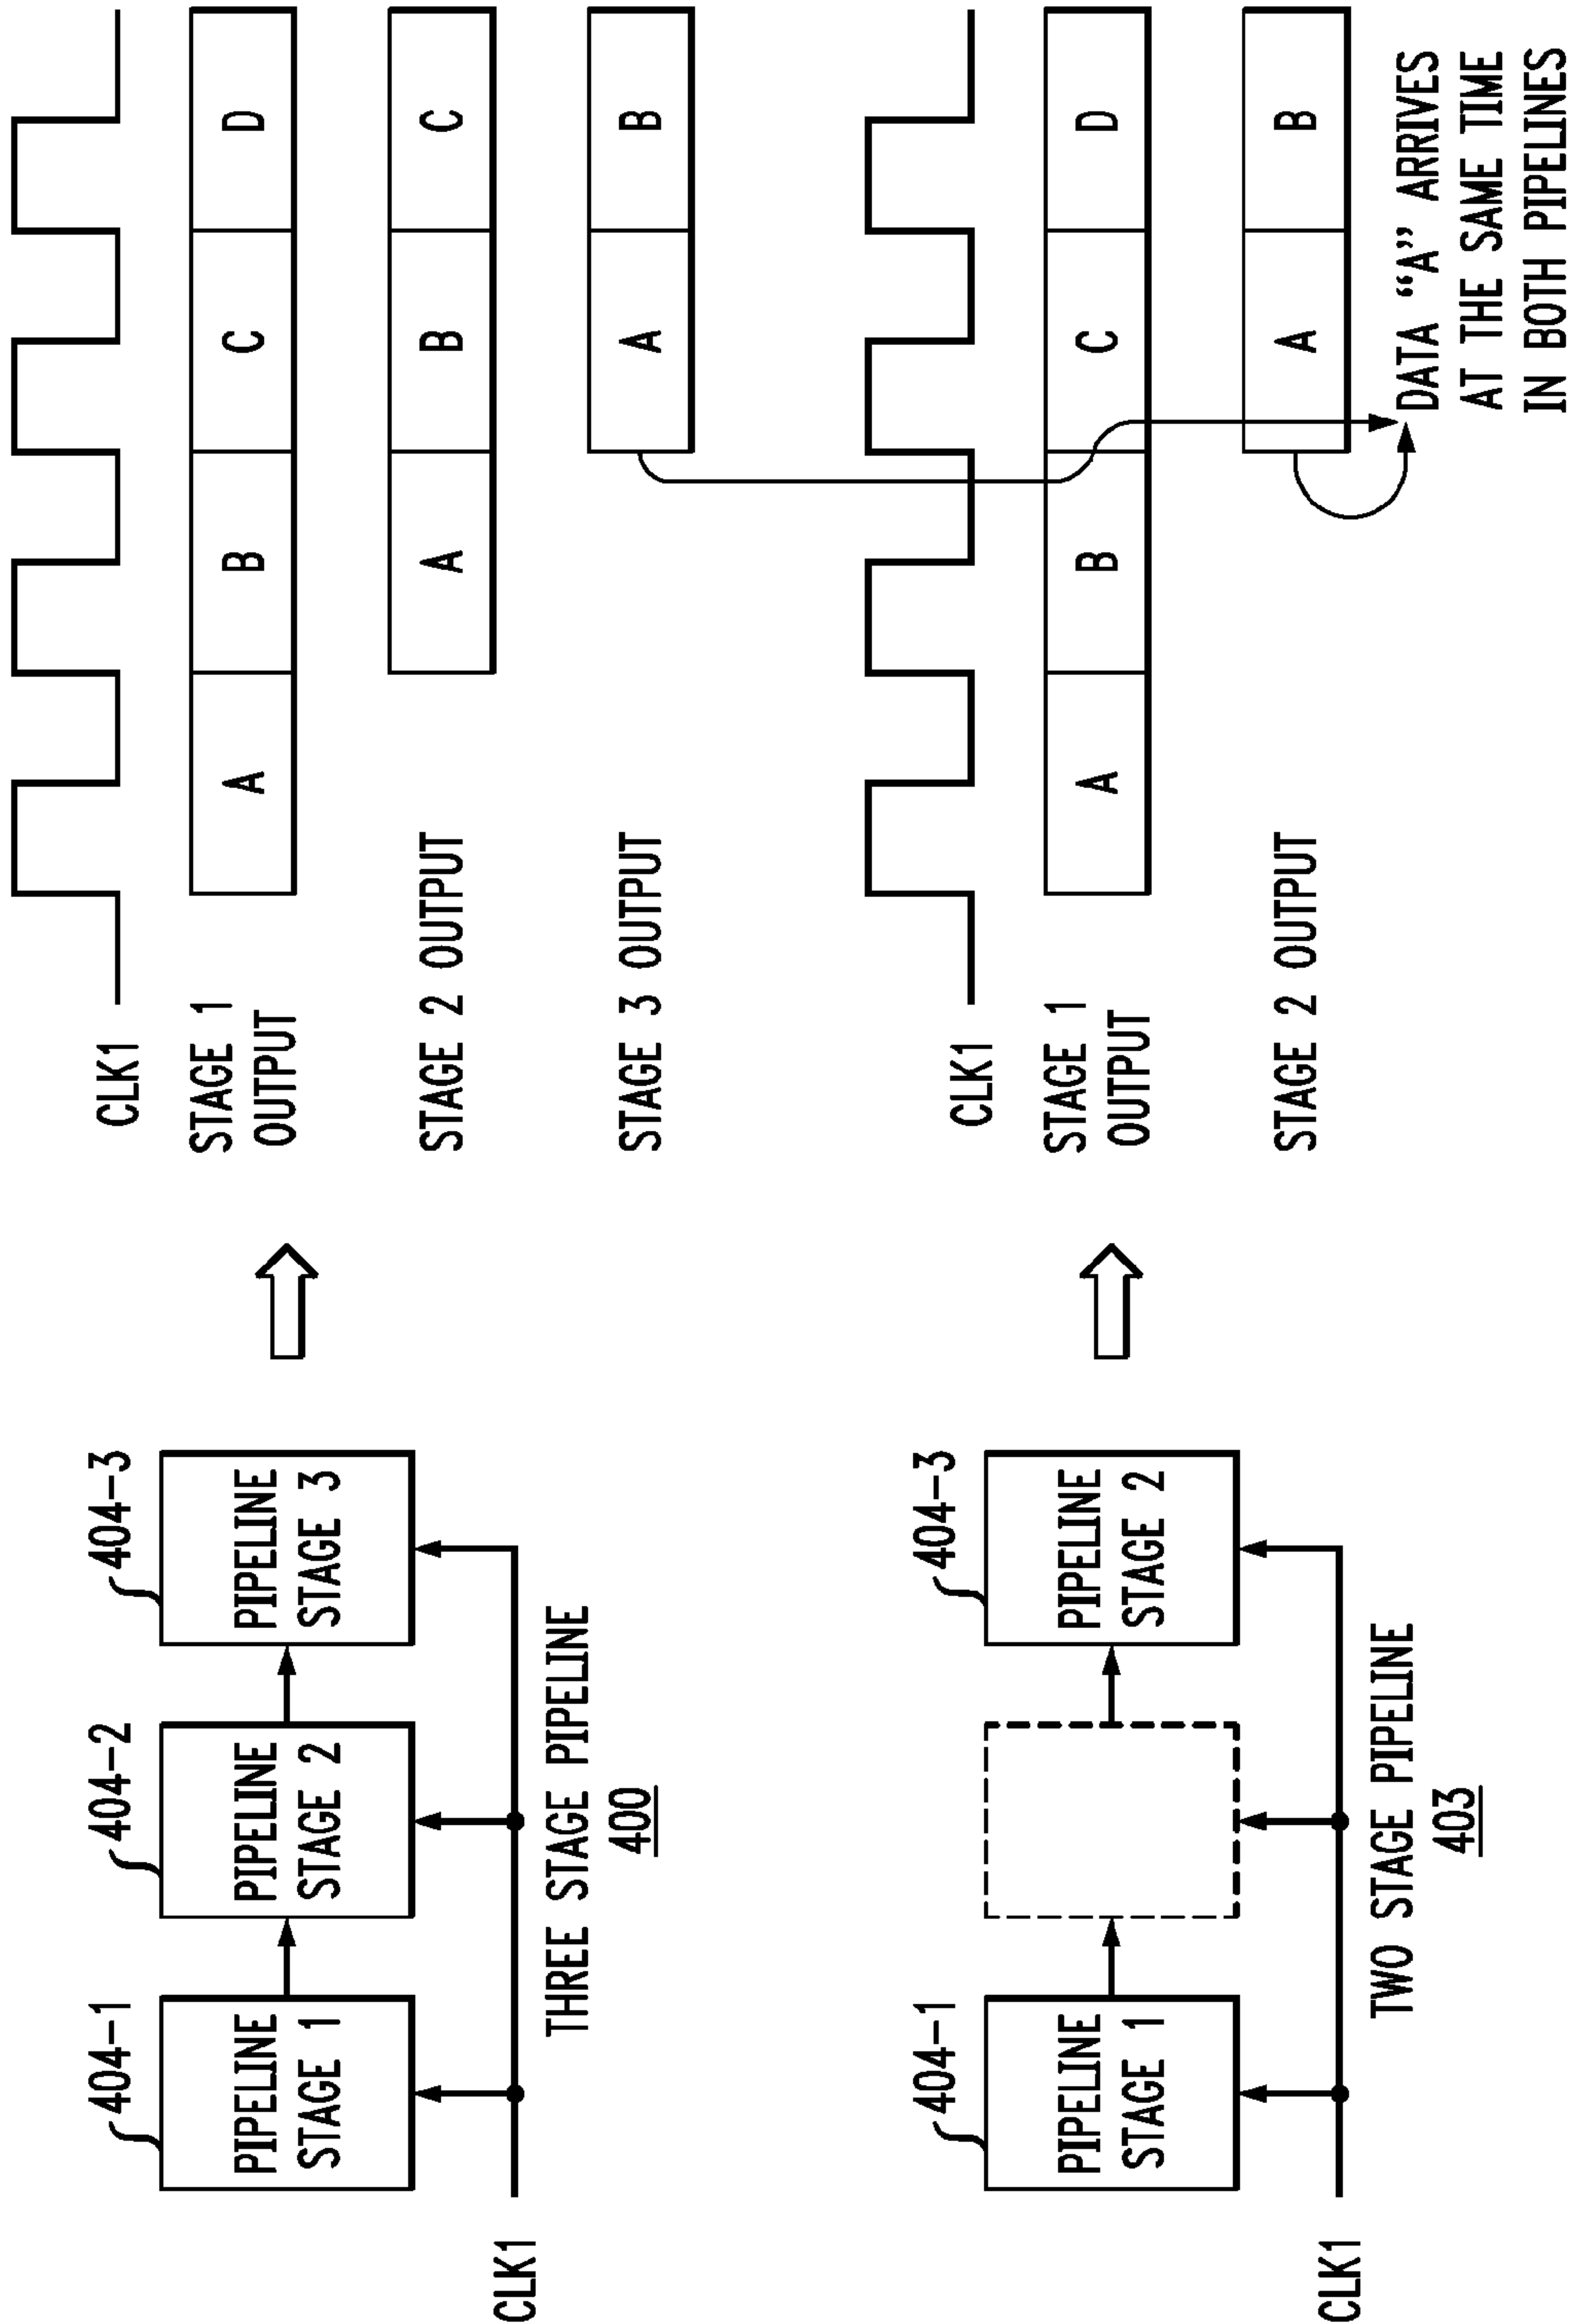 404-1
404-2
404-3
PIPELINE
STAGE 1
PIPELINE
STAGE 2
PIPELINE
STAGE 3
CLK1
THREE STAGE PIPELINE
400
CLK1
STAGE 1
OUTPUT
A B C D
STAGE 2 OUTPUT
A B C
STAGE 3 OUTPUT
A B
404-1
404-3
PIPELINE
STAGE 1
PIPELINE
STAGE 2
CLK1
TWO STAGE PIPELINE
403
CLK1
STAGE 1
OUTPUT
A B C D
STAGE 2 OUTPUT
A B
DATA “A” ARRIVES
AT THE SAME TIME
IN BOTH PIPELINES